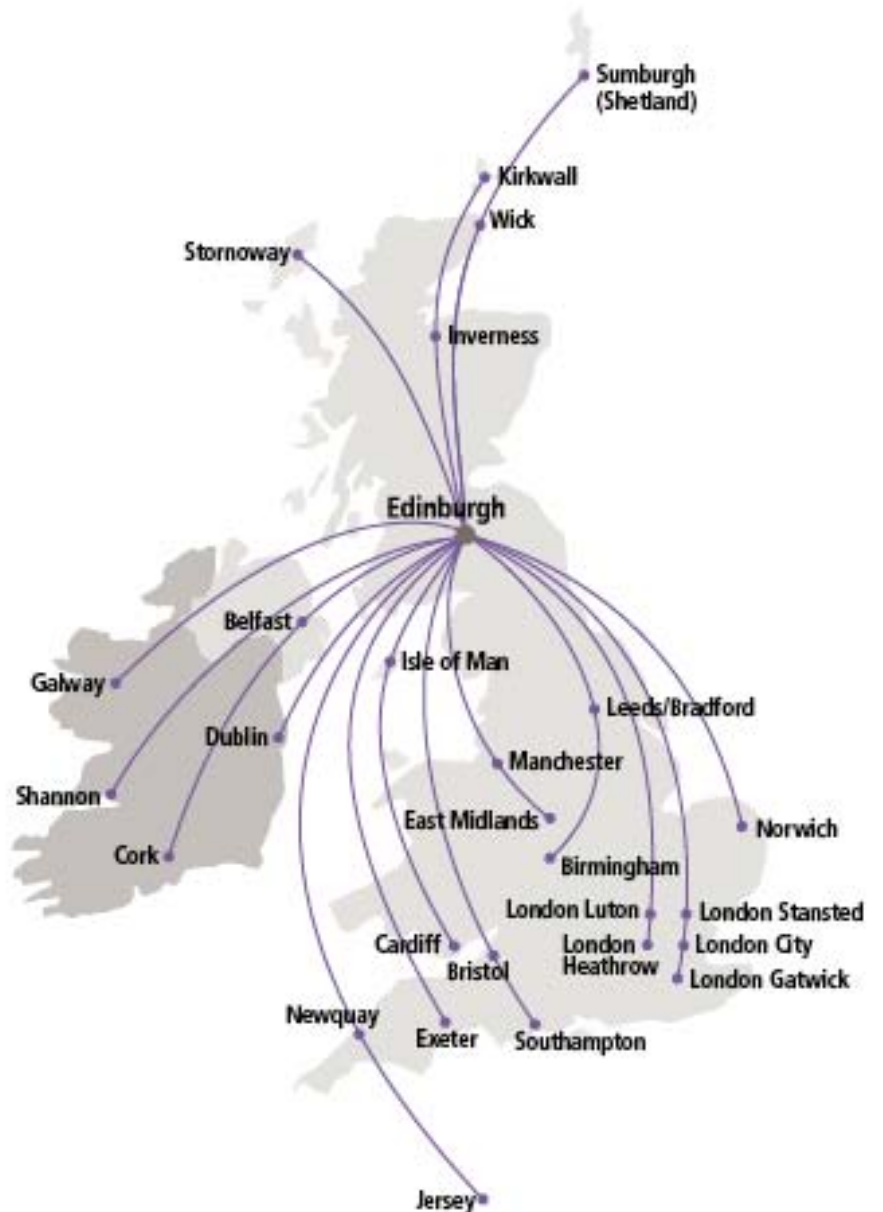 Sumburgh
(Shetland)
Kirkwall
Wick
Stornoway
Inverness
Edinburgh
Belfast
Isle of Man
Galway
Leeds/Bradford
Dublin
Manchester
Shannon
East Midlands
Norwich
Cork
Birmingham
London Luton
London Stansted
Cardiff
London
Heathrow
London City
Bristol
London Gatwick
Newquay
Exeter
Southampton
Jersey